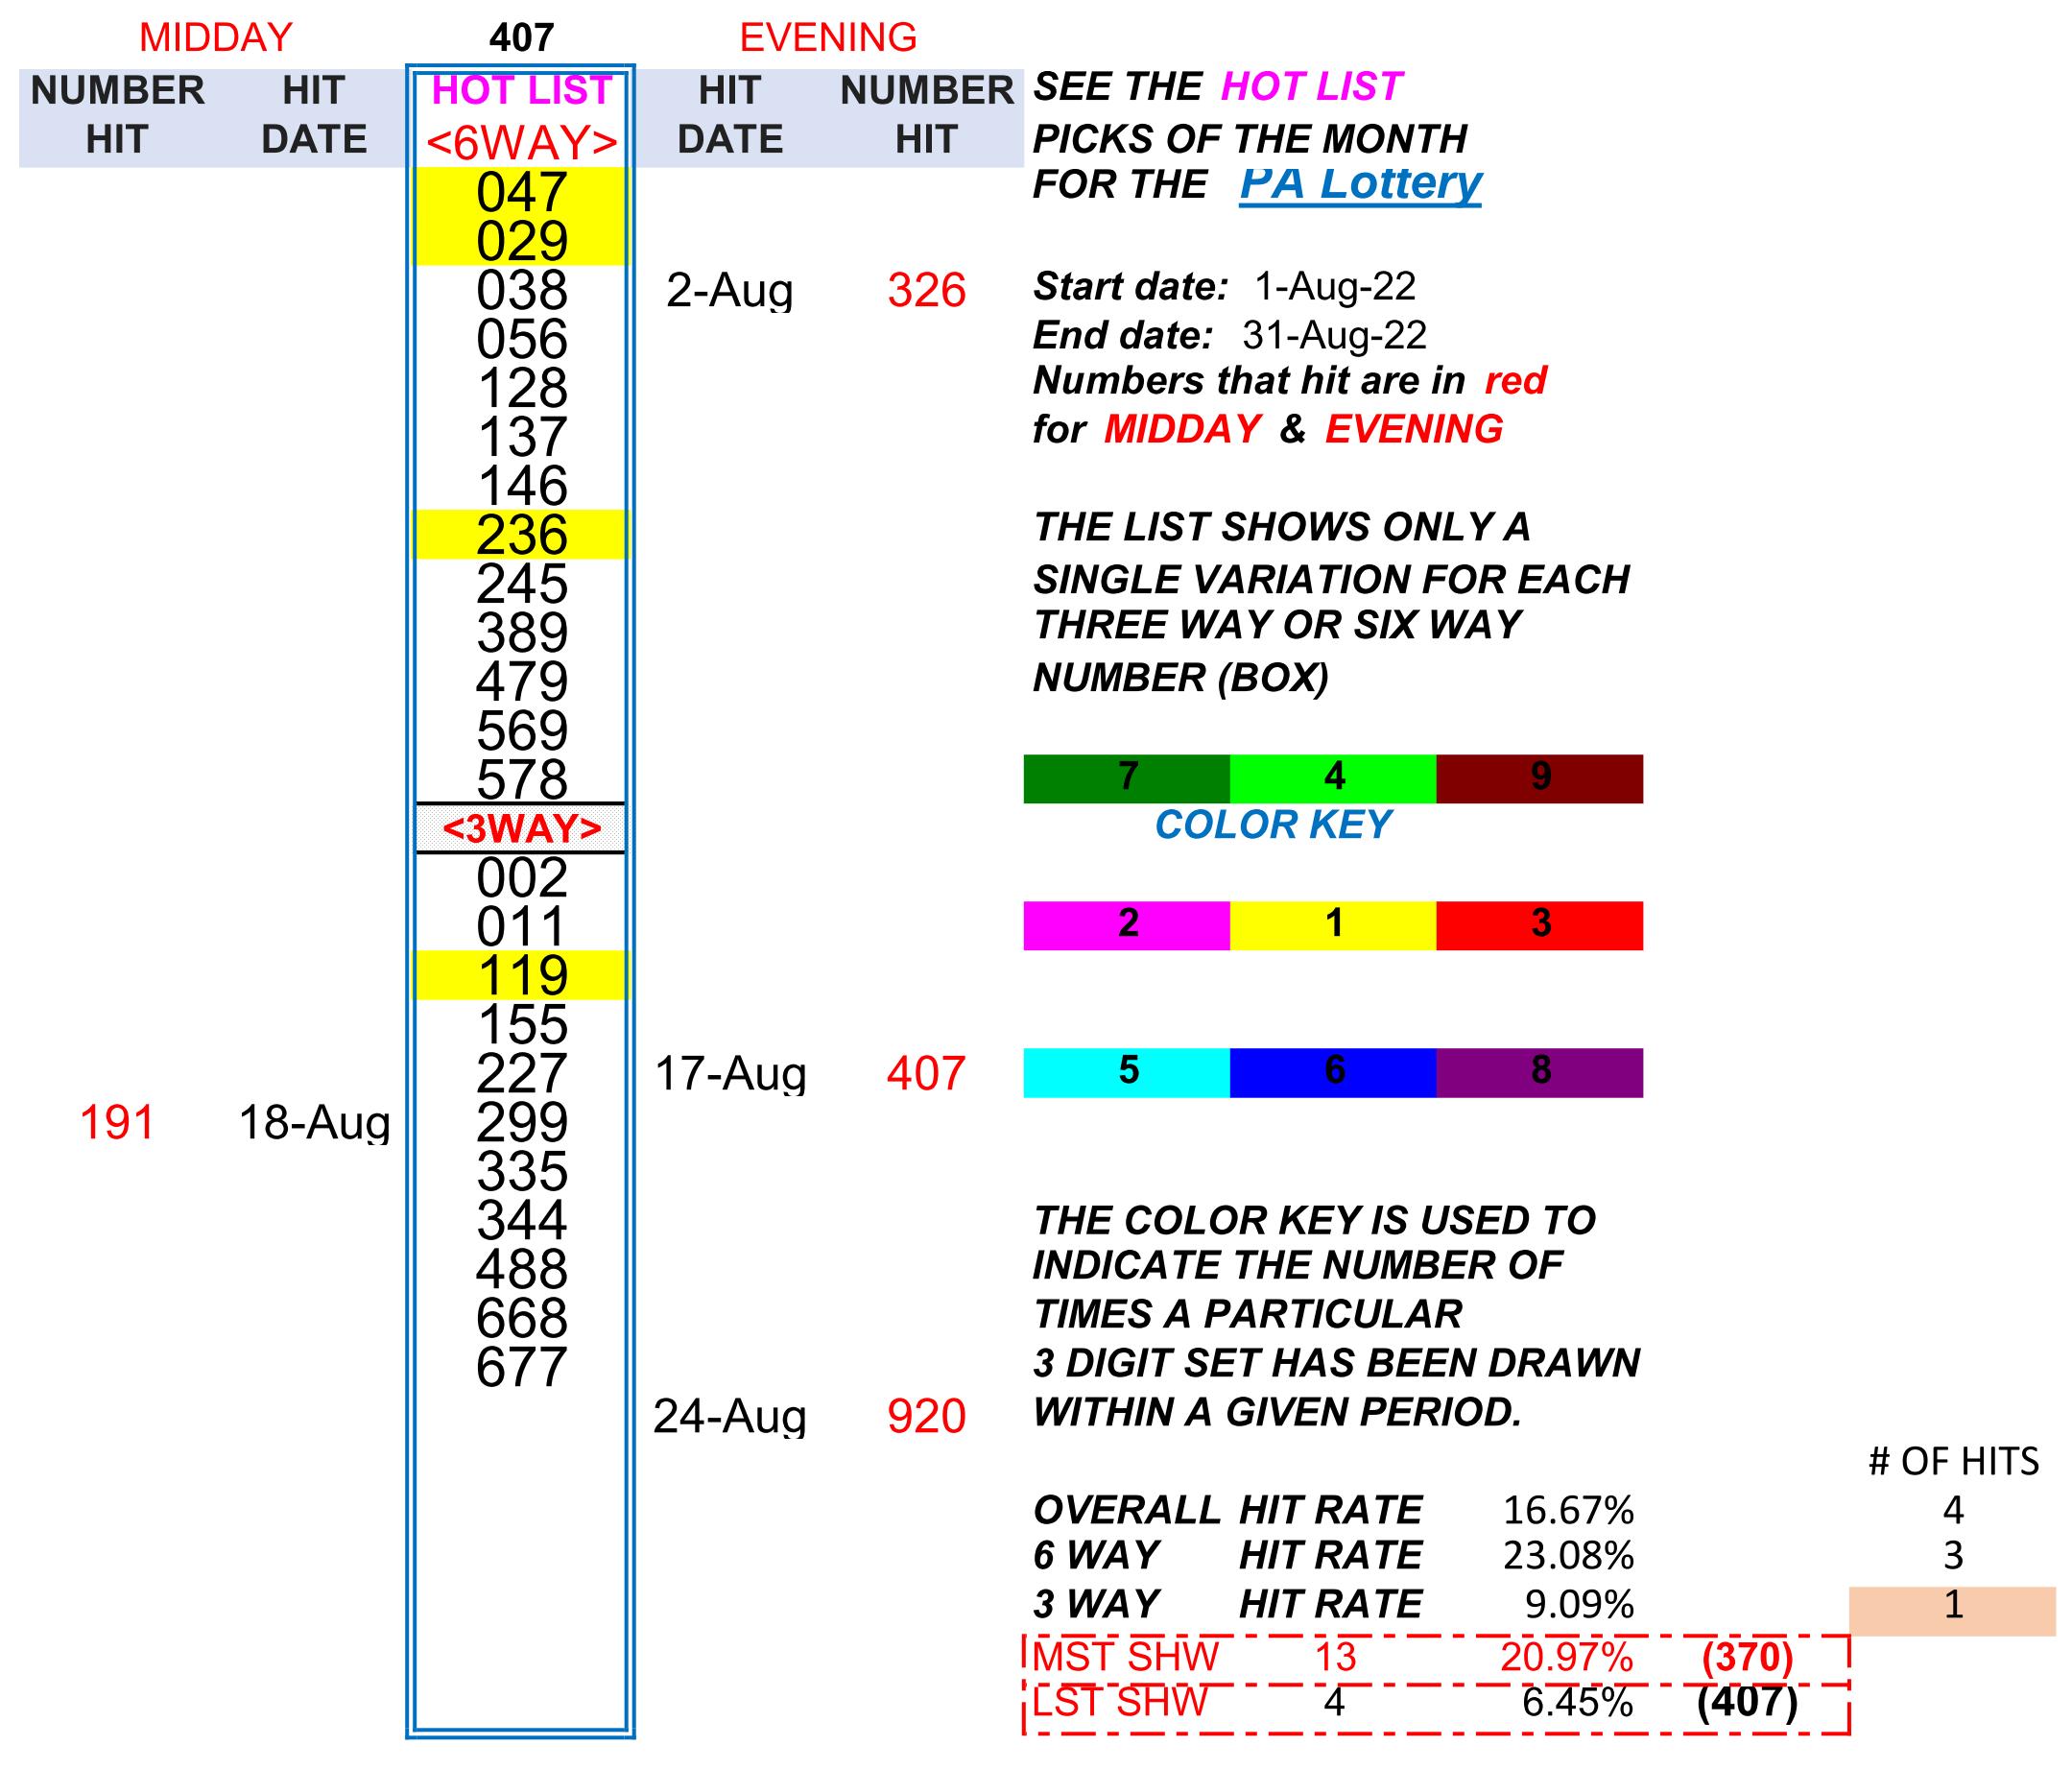 MIDDAY 407 EVENING
NUMBER HIT HOT LIST HIT NUMBER SEE THE HOT LIST
HIT DATE <6WAY> DATE HIT PICKS OF THE MONTH
047 FOR THE PA Lottery
029
038 2-Aug 326 Start date: 1-Aug-22
056 End date: 31-Aug-22
128 Numbers that hit are in red
137 for MIDDAY & EVENING
146
236 THE LIST SHOWS ONLY A
245 SINGLE VARIATION FOR EACH
389 THREE WAY OR SIX WAY
479 NUMBER (BOX)
569
578 7 4 9
<3WAY> COLOR KEY
002
011 2 1 3
119
155
227 17-Aug 407 5 6 8
191 18-Aug 299
335
344 THE COLOR KEY IS USED TO
488 INDICATE THE NUMBER OF
668 TIMES A PARTICULAR
677 3 DIGIT SET HAS BEEN DRAWN
24-Aug 920 WITHIN A GIVEN PERIOD.
# OF HITS
OVERALL HIT RATE 16.67% 4
6 WAY HIT RATE 23.08% 3
3 WAY HIT RATE 9.09% 1
MST SHW 13 20.97% (370)
LST SHW 4 6.45% (407)